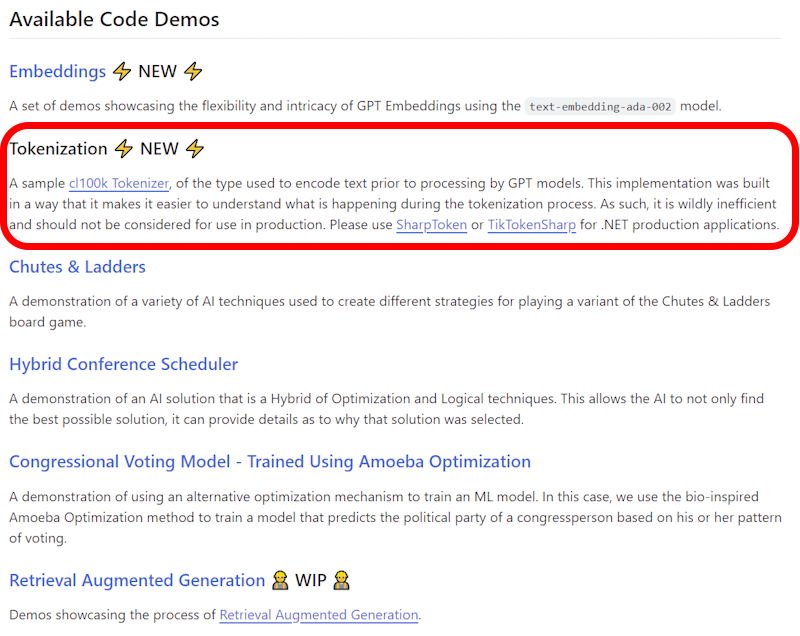 Available Code Demos
Embeddings ⚡ NEW ⚡
A set of demos showcasing the flexibility and intricacy of GPT Embeddings using the text-embedding-ada-002 model.
Tokenization ⚡ NEW ⚡
A sample cl100k Tokenizer, of the type used to encode text prior to processing by GPT models. This implementation was built
in a way that it makes it easier to understand what is happening during the tokenization process. As such, it is wildly inefficient
and should not be considered for use in production. Please use SharpToken or TikTokenSharp for .NET production applications.
Chutes & Ladders
A demonstration of a variety of AI techniques used to create different strategies for playing a variant of the Chutes & Ladders
board game.
Hybrid Conference Scheduler
A demonstration of an AI solution that is a Hybrid of Optimization and Logical techniques. This allows the AI to not only find
the best possible solution, it can provide details as to why that solution was selected.
Congressional Voting Model - Trained Using Amoeba Optimization
A demonstration of using an alternative optimization mechanism to train an ML model. In this case, we use the bio-inspired
Amoeba Optimization method to train a model that predicts the political party of a congressperson based on his or her pattern
of voting.
Retrieval Augmented Generation 👷 WIP 👷
Demos showcasing the process of Retrieval Augmented Generation.